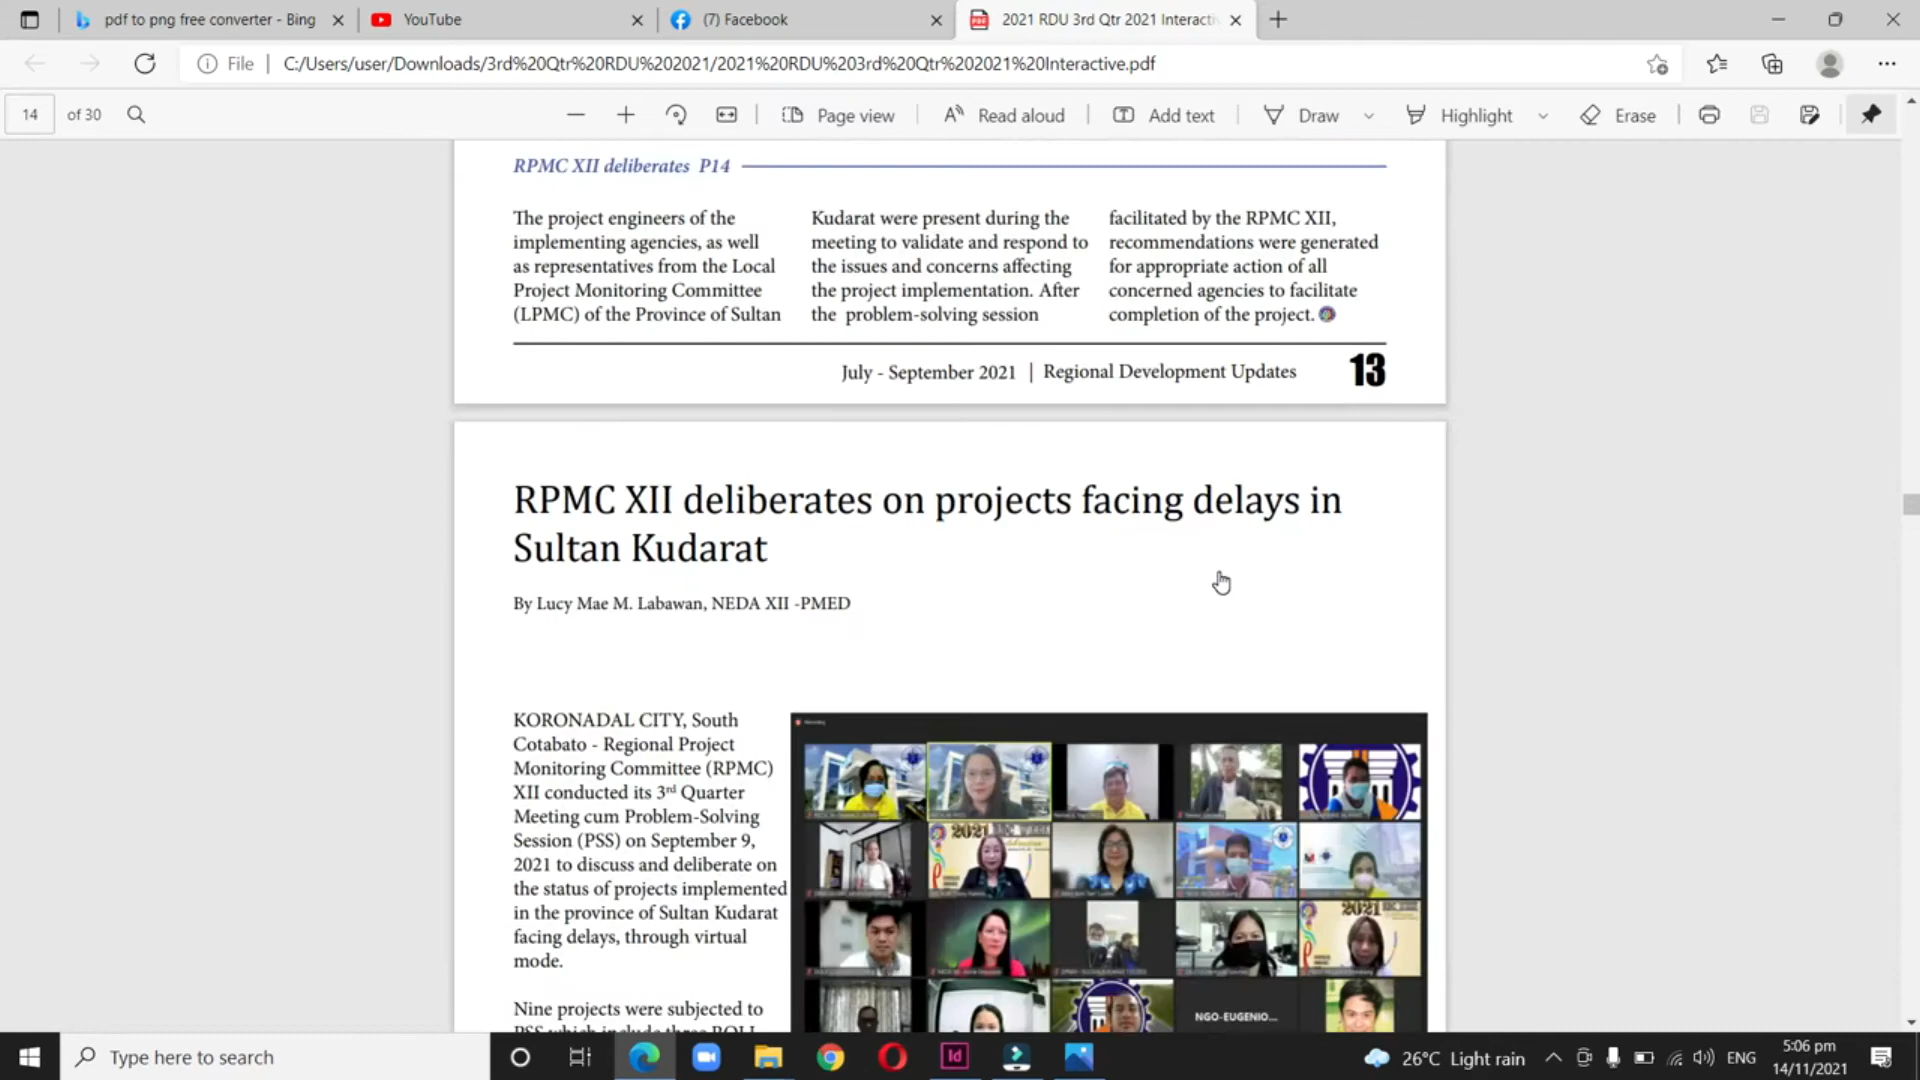 pdf to png free converter - Bing
YouTube
(7) Facebook
2021 RDU 3rd Qtr 2021 Interacti
File
C:/Users/user/Downloads/3rd%20Qtr%20RDU%202021/2021%20RDU%203rd%20Qtr%202021%20Interactive.pdf
14 of 30
Page view
Read aloud
Add text
Draw
Highlight
Erase
RPMC XII deliberates P14
The project engineers of the
implementing agencies, as well
as representatives from the Local
Project Monitoring Committee
(LPMC) of the Province of Sultan
Kudarat were present during the
meeting to validate and respond to
the issues and concerns affecting
the project implementation. After
the problem-solving session
facilitated by the RPMC XII,
recommendations were generated
for appropriate action of all
concerned agencies to facilitate
completion of the project.
July - September 2021 | Regional Development Updates 13
RPMC XII deliberates on projects facing delays in
Sultan Kudarat
By Lucy Mae M. Labawan, NEDA XII -PMED
KORONADAL CITY, South
Cotabato - Regional Project
Monitoring Committee (RPMC)
XII conducted its 3rd Quarter
Meeting cum Problem-Solving
Session (PSS) on September 9,
2021 to discuss and deliberate on
the status of projects implemented
in the province of Sultan Kudarat
facing delays, through virtual
mode.
Nine projects were subjected to
PSS which include three
2021
2021
NGO-EUGENIO...
Type here to search
Id
26°C Light rain
ENG
5:06 pm
14/11/2021